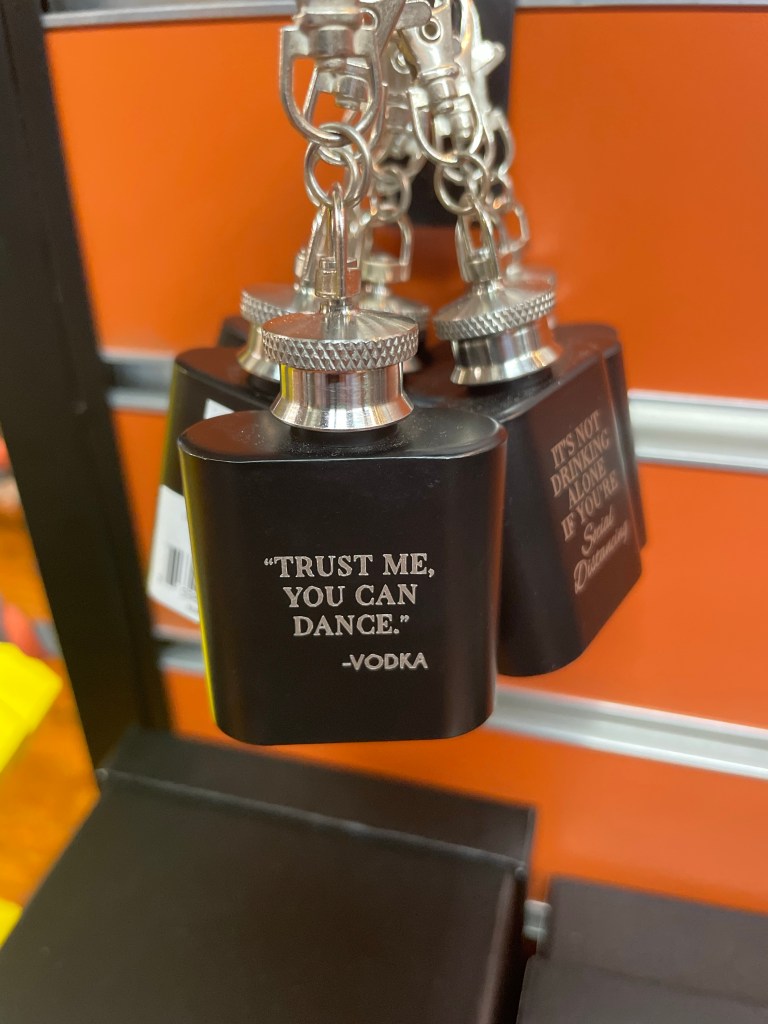 “TRUST ME,
YOU CAN
DANCE.”
-VODKA
IT'S NOT
DRINKING
ALONE
IF YOU'RE
Social
Distancing